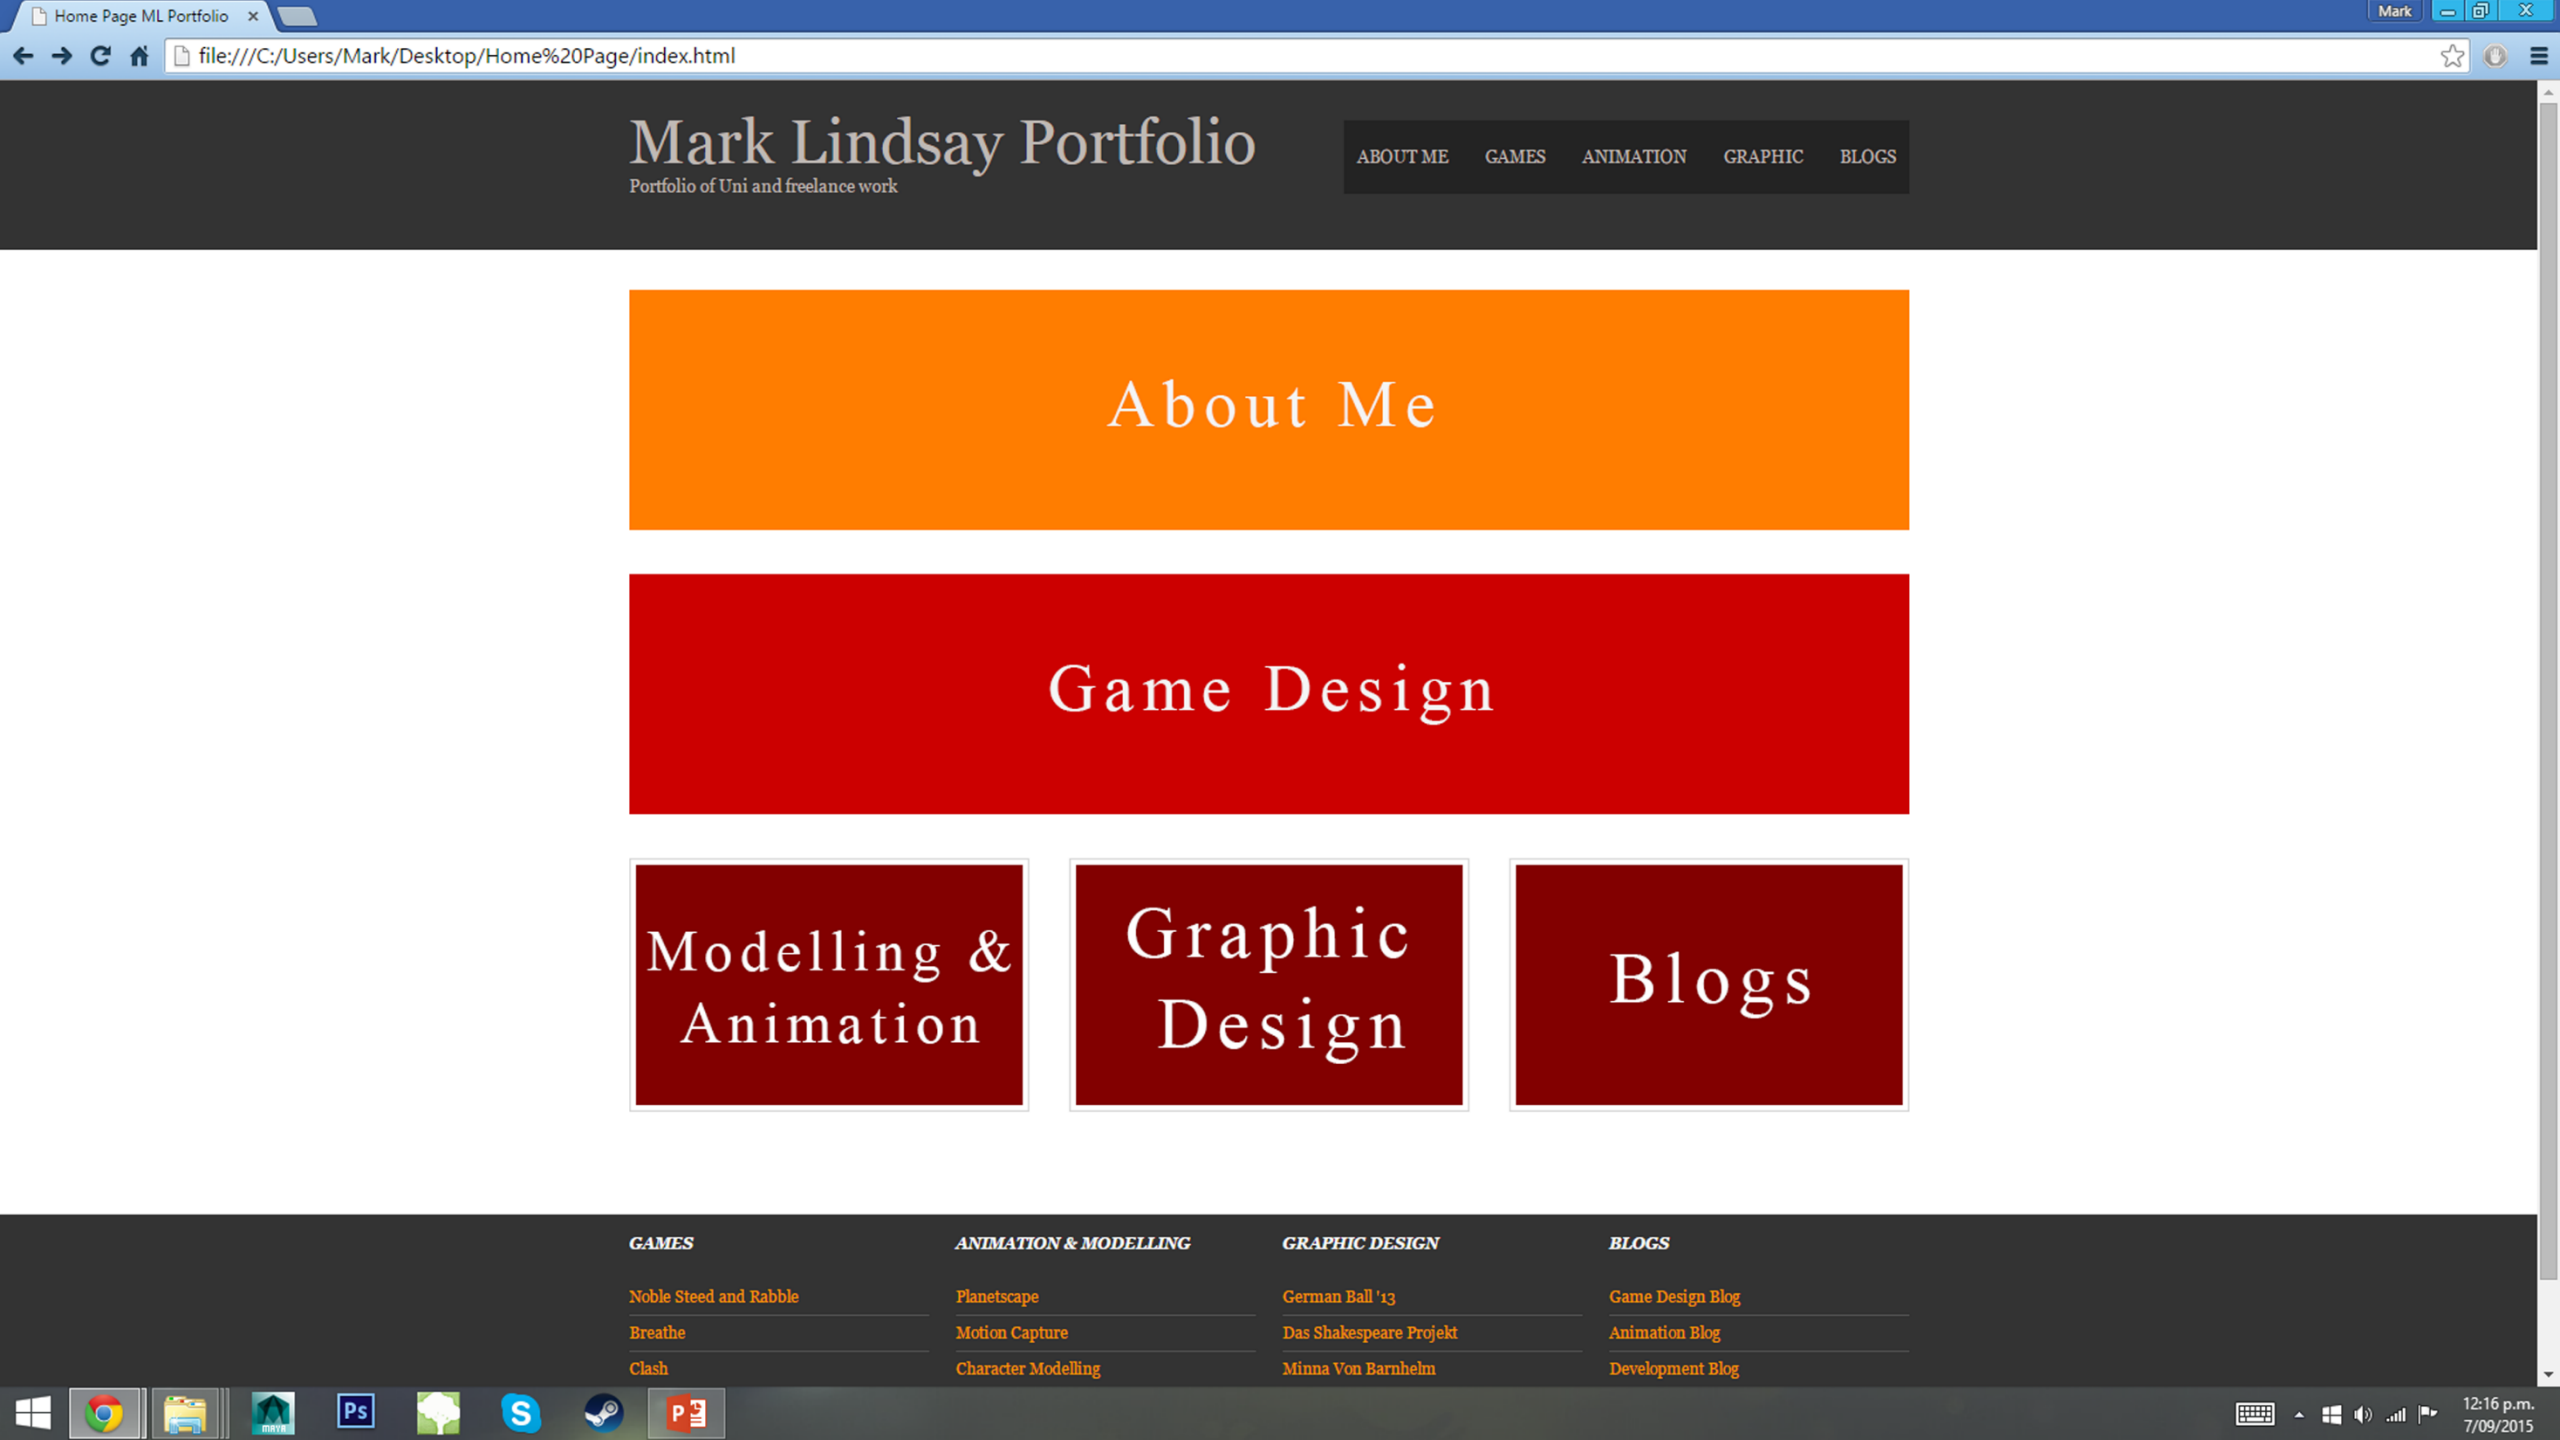 Home Page ML Portfolio
Mark
file:///C:/Users/Mark/Desktop/Home%20Page/index.html
Mark Lindsay Portfolio
Portfolio of Uni and freelance work
ABOUT ME GAMES ANIMATION GRAPHIC BLOGS
About Me
Game Design
Modelling &
Animation
Graphic
Design
Blogs
GAMES ANIMATION & MODELLING GRAPHIC DESIGN BLOGS
Noble Steed and Rabble Planetscape German Ball '13 Game Design Blog
Breathe Motion Capture Das Shakespeare Projekt Animation Blog
Clash Character Modelling Minna Von Barnhelm Development Blog
MAYA Ps S P
12:16 p.m.
7/09/2015